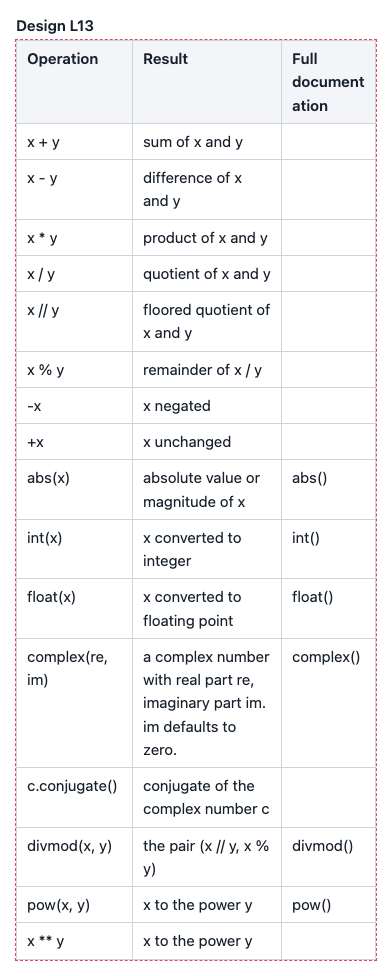 Design L13
Operation Result Full
document
ation
x + y sum of x and y
x - y difference of x
and y
x * y product of x and y
x / y quotient of x and y
x // y floored quotient of
x and y
x % y remainder of x / y
-x x negated
+x x unchanged
abs(x) absolute value or abs()
magnitude of x
int(x) x converted to int()
integer
float(x) x converted to float()
floating point
complex(re, a complex number complex()
im) with real part re,
imaginary part im.
im defaults to
zero.
c.conjugate() conjugate of the
complex number c
divmod(x, y) the pair (x // y, x % divmod()
y)
pow(x, y) x to the power y pow()
x ** y x to the power y